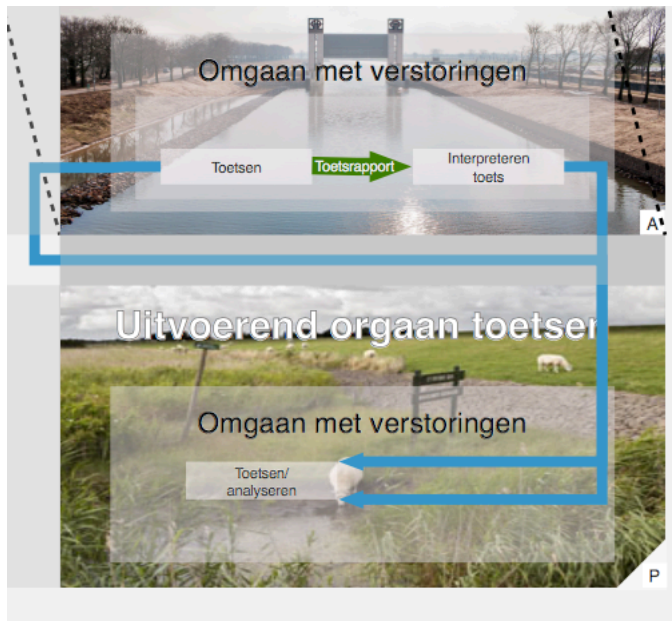 Omgaan met verstoringen
Toetsen
Toetsrapport
Interpreteren
toets
A
Uitvoerend orgaan toetsen
Omgaan met verstoringen
Toetsen/
analyseren
P